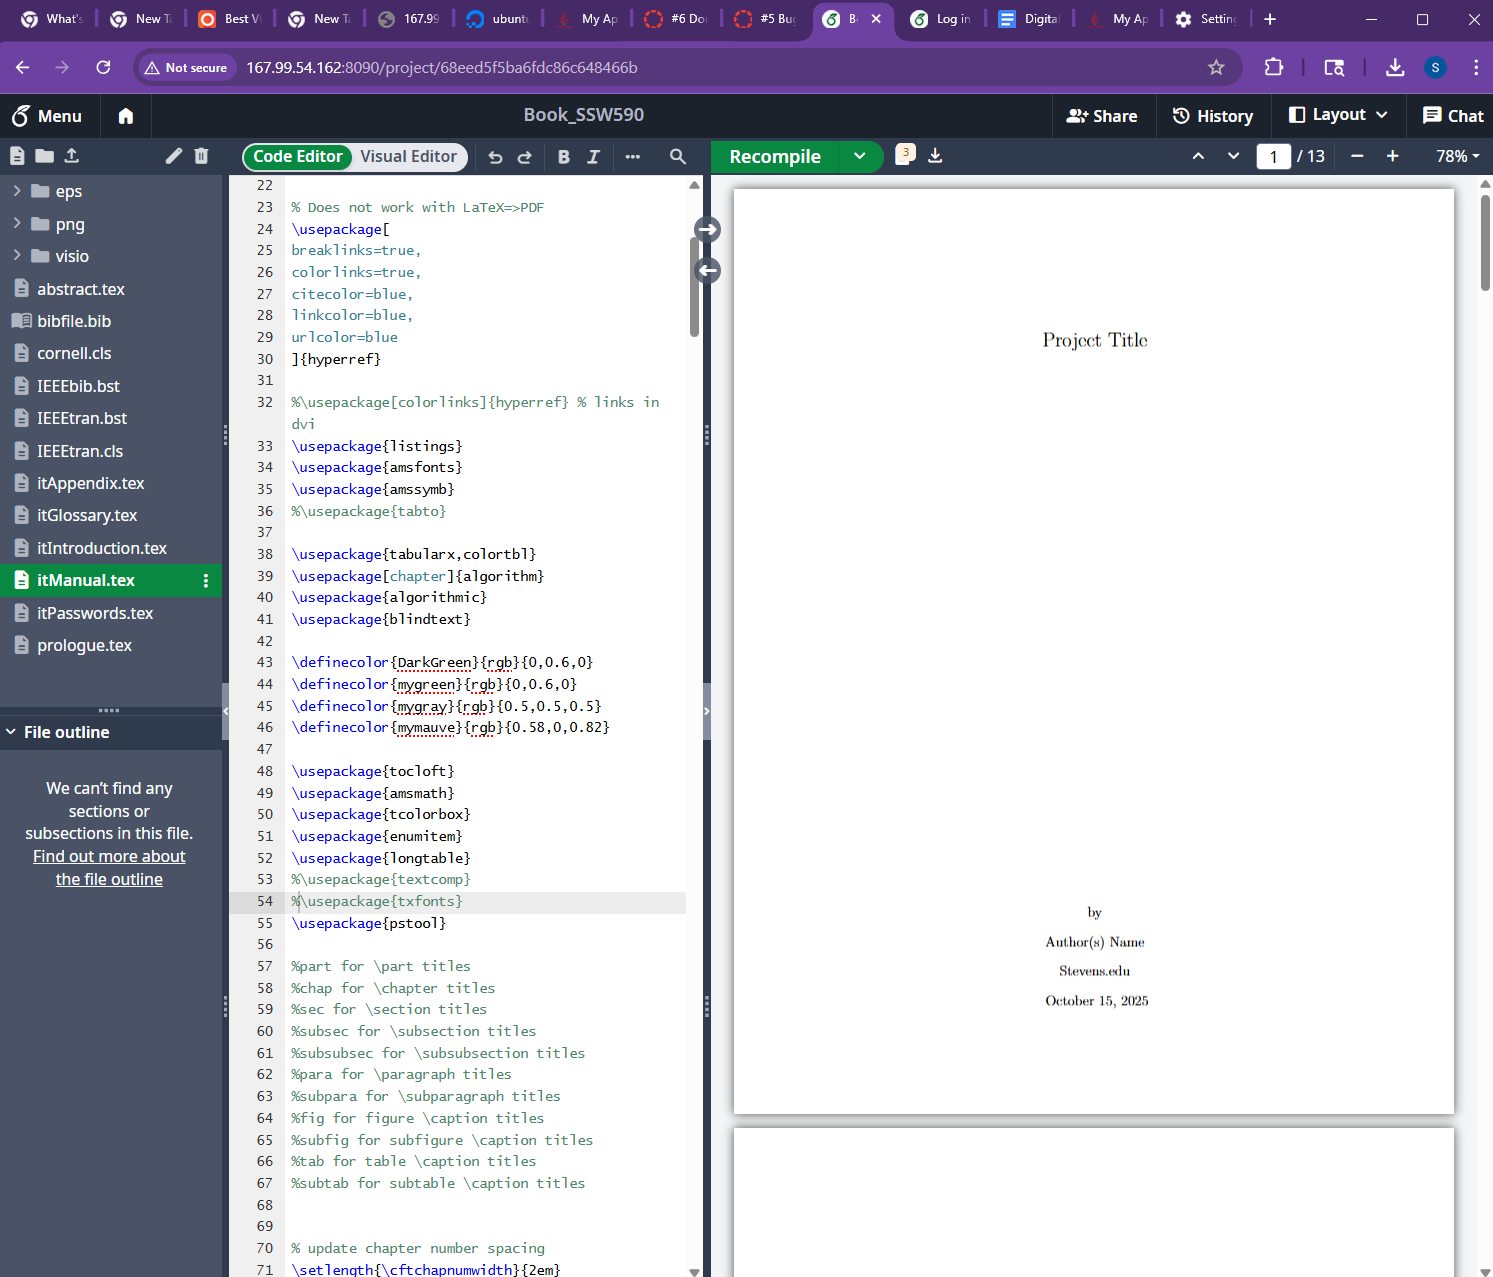 What's
New Ta
Best Vi
New Ta
167.99
ubunt
My Ap
#6 Do
#5 Bug
B
Log in
Digital
My Ap
Setting
Not secure
167.99.54.162:8090/project/68eed5f5ba6fdc86c648466b
S
Menu
Book_SSW590
Share
History
Layout
Chat
Code Editor
Visual Editor
B
I
Recompile
3
1
/ 13
78%
eps
png
visio
abstract.tex
bibfile.bib
cornell.cls
IEEEbib.bst
IEEEtran.bst
IEEEtran.cls
itAppendix.tex
itGlossary.tex
itIntroduction.tex
itManual.tex
itPasswords.tex
prologue.tex
File outline
We can't find any
sections or
subsections in this file.
Find out more about
the file outline
22
23 % Does not work with LaTeX=>PDF
24 \usepackage[
25 breaklinks=true,
26 colorlinks=true,
27 citecolor=blue,
28 linkcolor=blue,
29 urlcolor=blue
30 ]{hyperref}
31
32 %\usepackage[colorlinks]{hyperref} % links in
dvi
33 \usepackage{listings}
34 \usepackage{amsfonts}
35 \usepackage{amssymb}
36 %\usepackage{tabto}
37
38 \usepackage{tabularx,colortbl}
39 \usepackage[chapter]{algorithm}
40 \usepackage{algorithmic}
41 \usepackage{blindtext}
42
43 \definecolor{DarkGreen}{rgb}{0,0.6,0}
44 \definecolor{mygreen}{rgb}{0,0.6,0}
45 \definecolor{mygray}{rgb}{0.5,0.5,0.5}
46 \definecolor{mymauve}{rgb}{0.58,0,0.82}
47
48 \usepackage{tocloft}
49 \usepackage{amsmath}
50 \usepackage{tcolorbox}
51 \usepackage{enumitem}
52 \usepackage{longtable}
53 %\usepackage{textcomp}
54 %\usepackage{txfonts}
55 \usepackage{pstool}
56
57 %part for \part titles
58 %chap for \chapter titles
59 %sec for \section titles
60 %subsec for \subsection titles
61 %subsubsec for \subsubsection titles
62 %para for \paragraph titles
63 %subpara for \subparagraph titles
64 %fig for figure \caption titles
65 %subfig for subfigure \caption titles
66 %tab for table \caption titles
67 %subtab for subtable \caption titles
68
69
70 % update chapter number spacing
71 \setlength{\cftchapnumwidth}{2em}
Project Title
by
Author(s) Name
Stevens.edu
October 15, 2025